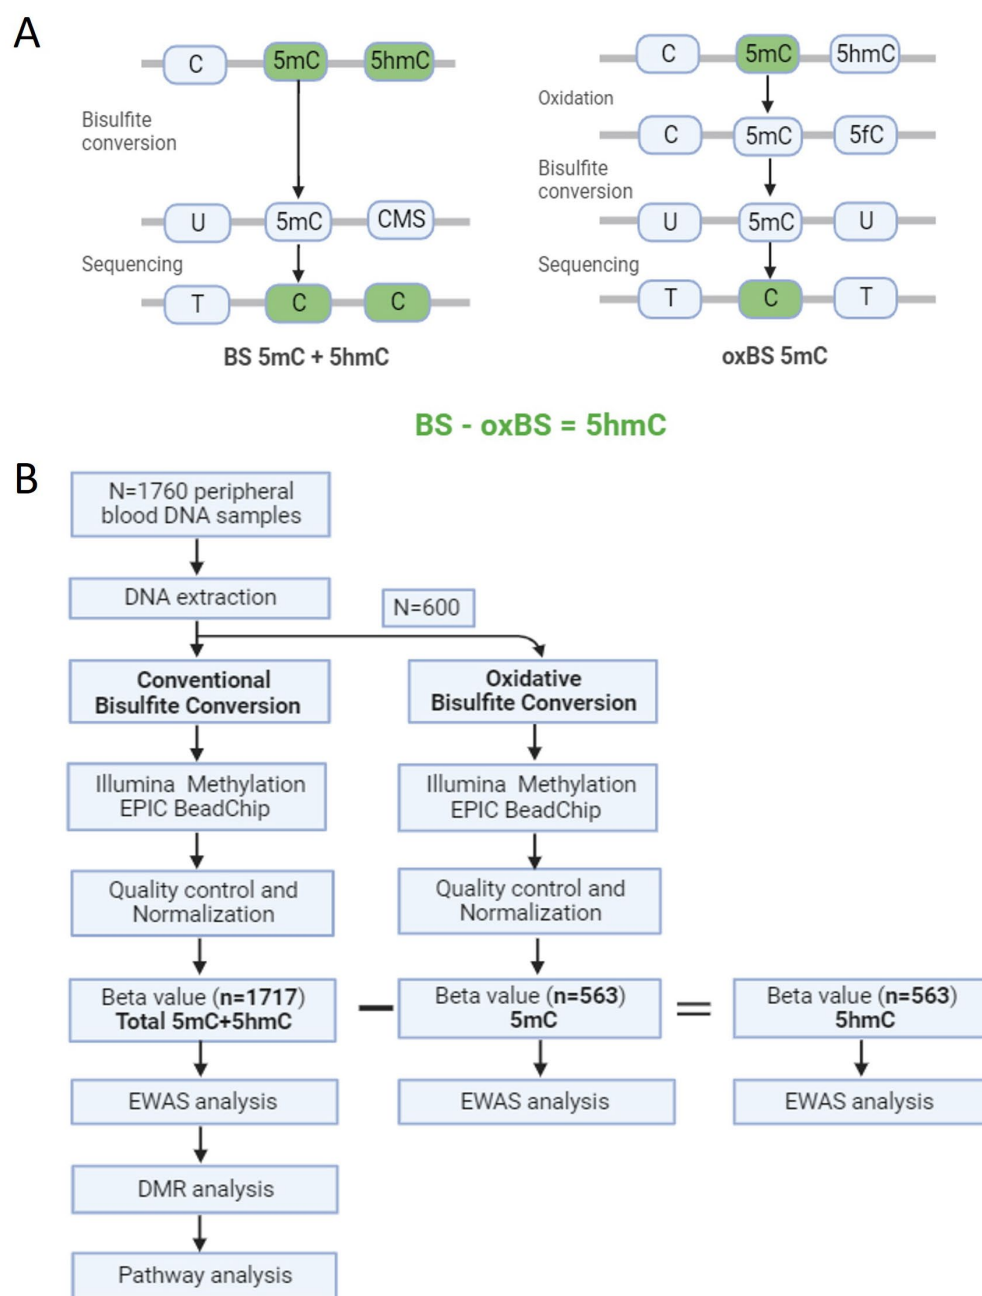 A
C 5mC 5hmC
Bisulfite
conversion
U 5mC CMS
Sequencing
T C C
BS 5mC + 5hmC
C 5mC 5hmC
Oxidation
C 5mC 5fC
Bisulfite
conversion
U 5mC U
Sequencing
T C T
oxBS 5mC
BS - oxBS = 5hmC
B
N=1760 peripheral
blood DNA samples
DNA extraction
N=600
Conventional
Bisulfite Conversion
Oxidative
Bisulfite Conversion
Illumina Methylation
EPIC BeadChip
Illumina Methylation
EPIC BeadChip
Quality control and
Normalization
Quality control and
Normalization
Beta value (n=1717)
Total 5mC+5hmC
−
Beta value (n=563)
5mC
=
Beta value (n=563)
5hmC
EWAS analysis
EWAS analysis
EWAS analysis
DMR analysis
Pathway analysis